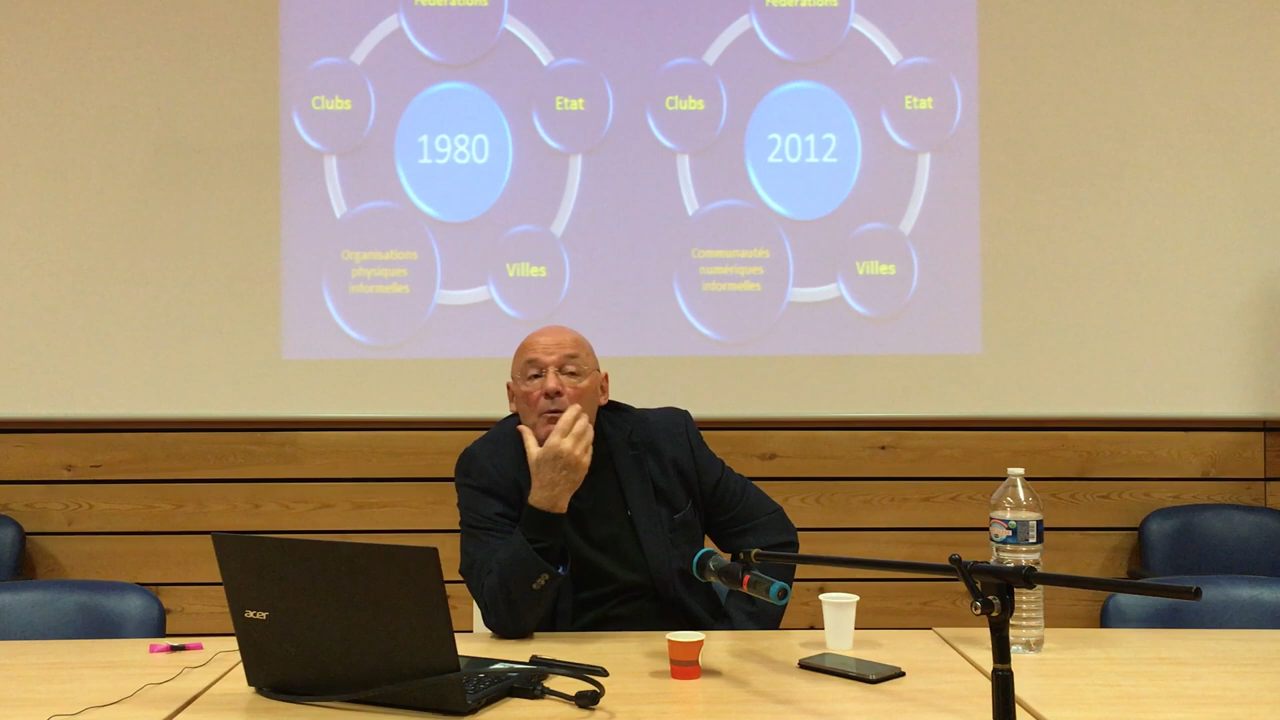 Fédérations
Fédérations
Clubs
Etat
Clubs
Etat
1980
2012
Organisations
physiques
informelles
Villes
Communautés
numériques
informelles
Villes
acer